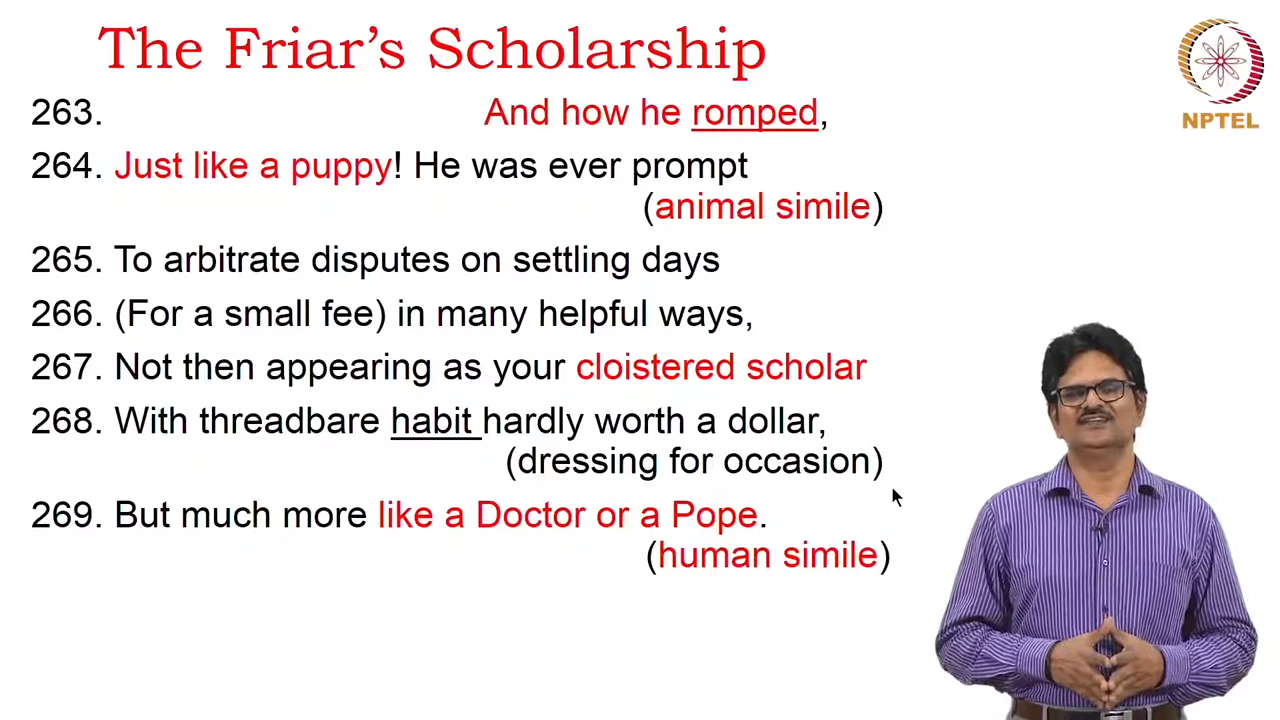 The Friar's Scholarship
NPTEL
263. And how he romped,
264. Just like a puppy! He was ever prompt
(animal simile)
265. To arbitrate disputes on settling days
266. (For a small fee) in many helpful ways,
267. Not then appearing as your cloistered scholar
268. With threadbare habit hardly worth a dollar,
(dressing for occasion)
269. But much more like a Doctor or a Pope.
(human simile)